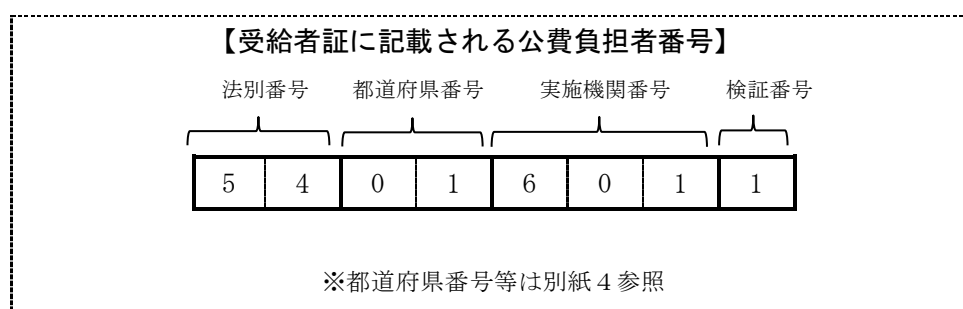 【受給者証に記載される公費負担者番号】
法別番号 都道府県番号 実施機関番号 検証番号
5 4 0 1 6 0 1 1
※都道府県番号等は別紙４参照